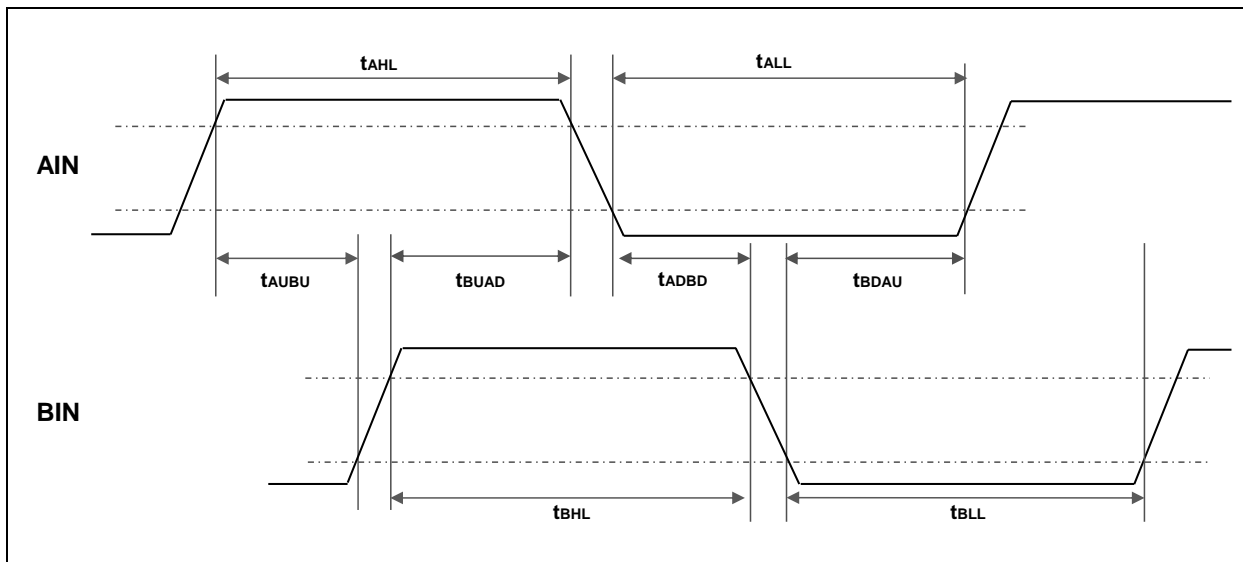 tAHL
tALL
AIN
tAUBU
tBUAD
tADBD
tBDAU
BIN
tBHL
tBLL